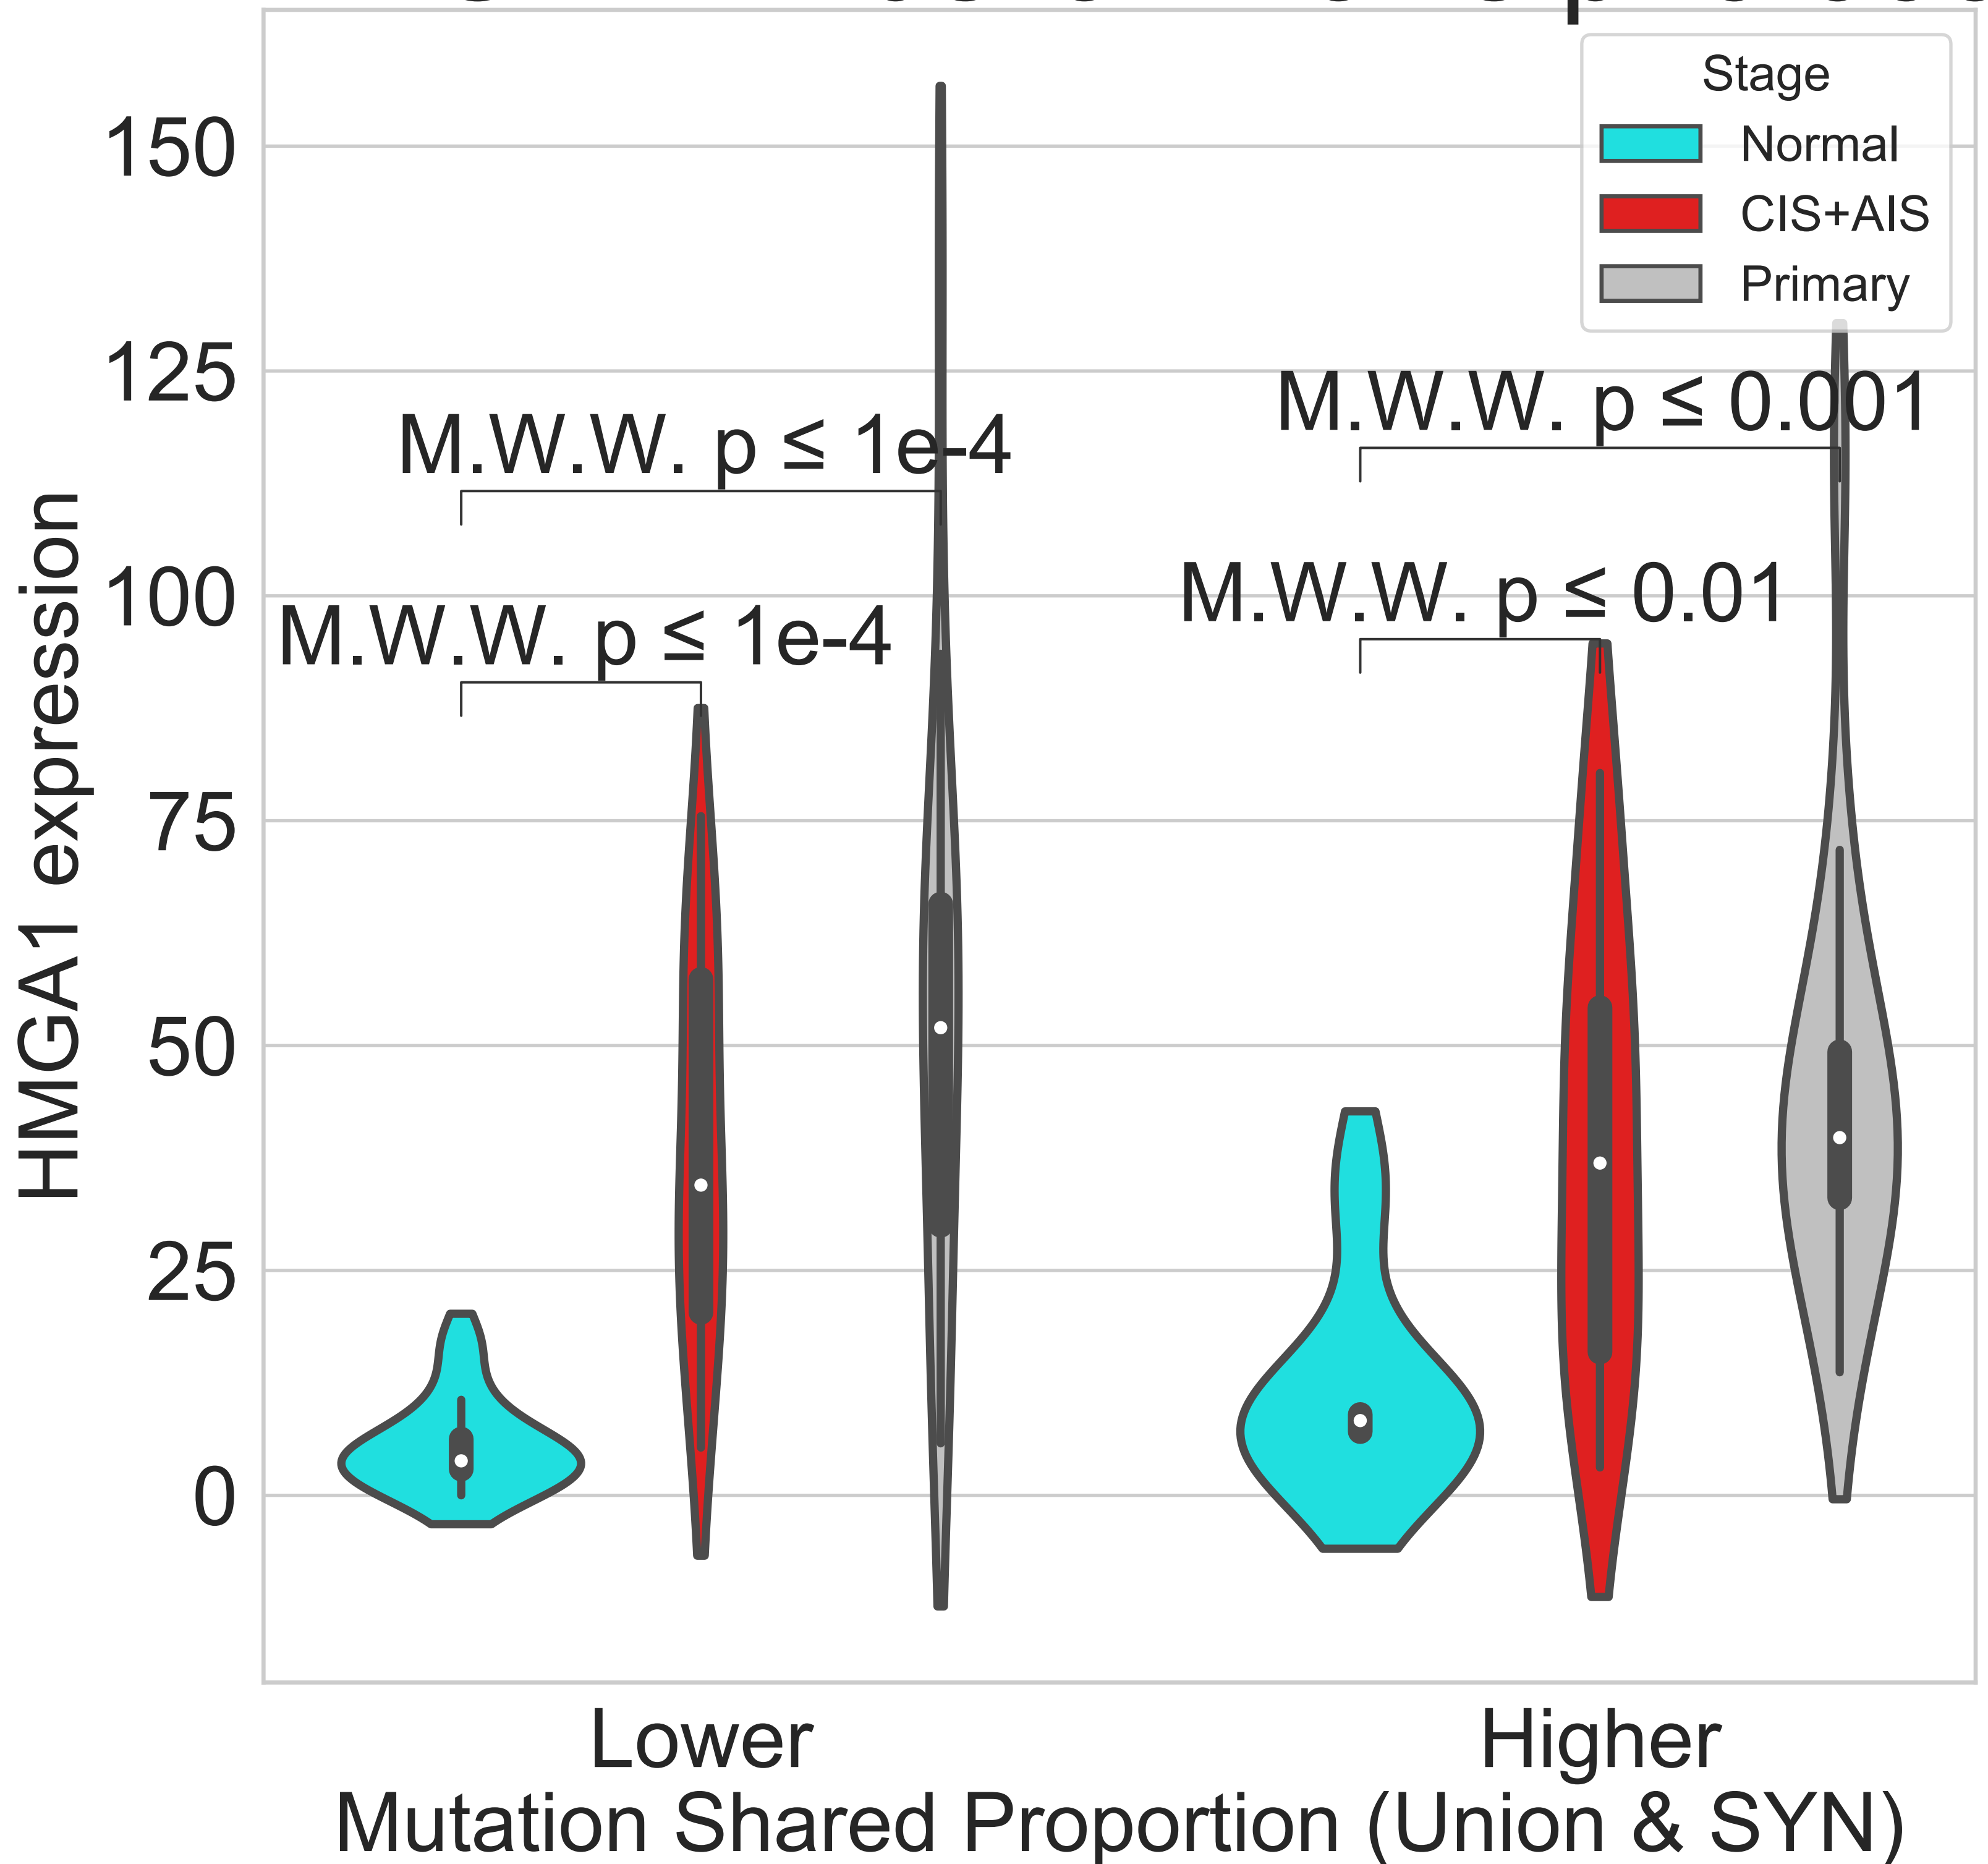 Stage
Normal
CIS+AIS
Primary
150
125
100
75
50
25
0
HMGA1 expression
M.W.W. p ≤ 1e-4
M.W.W. p ≤ 0.001
M.W.W. p ≤ 1e-4
M.W.W. p ≤ 0.01
Lower
Higher
Mutation Shared Proportion (Union & SYN)